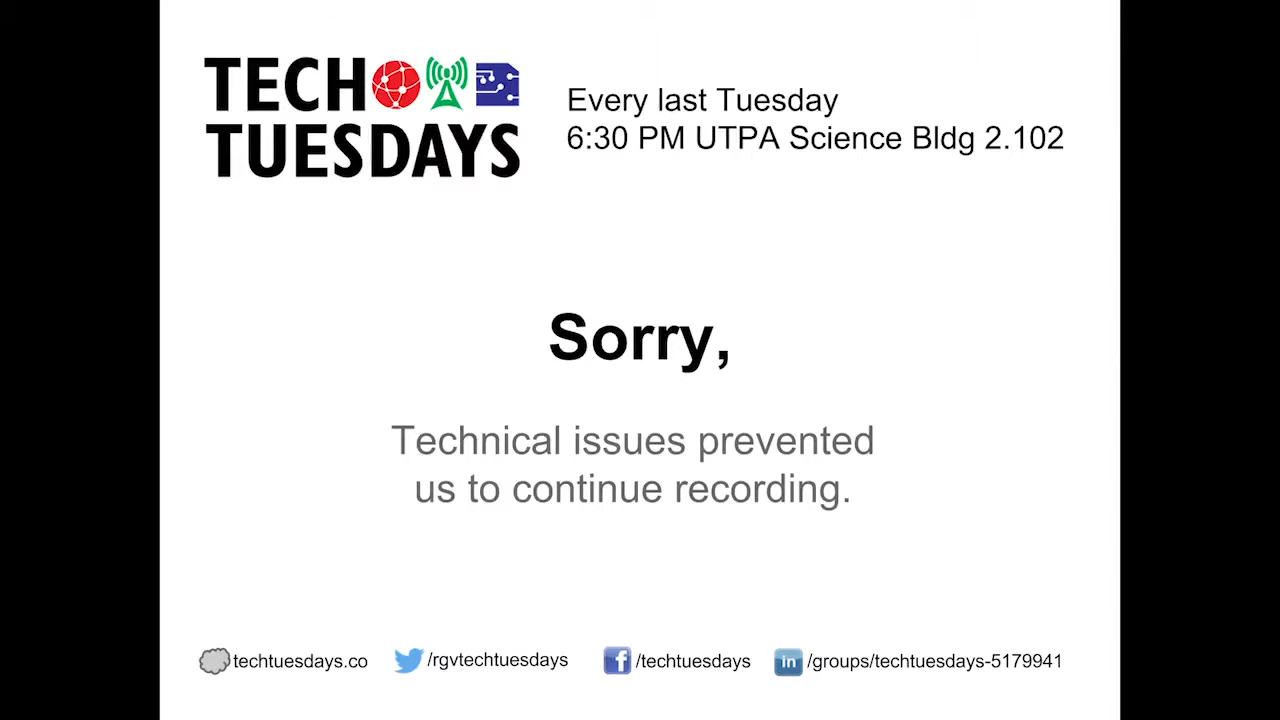 TECH
TUESDAYS
Every last Tuesday
6:30 PM UTPA Science Bldg 2.102
Sorry,
Technical issues prevented
us to continue recording.
techtuesdays.co
/rgvtechtuesdays
/techtuesdays
/groups/techtuesdays-5179941